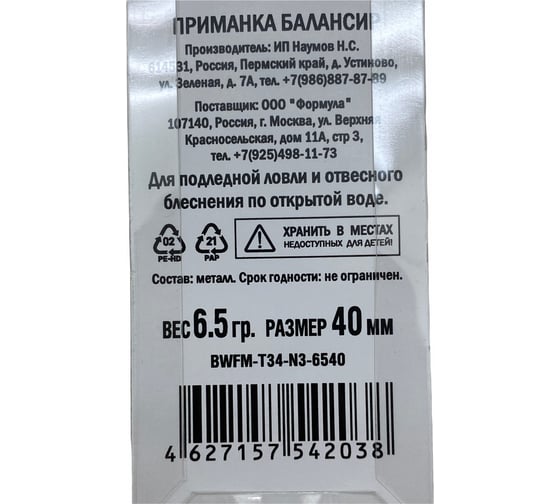 ПРИМАНКА БАЛАНСИР
Производитель: ИП Наумов Н.С.
614531, Россия, Пермский край, д. Устиново,
ул. Зеленая, д. 7А, тел. +7(986)887-87-89
Поставщик: ООО "Формула"
107140, Россия, г. Москва, ул. Верхняя
Красносельская, дом 11А, стр 3,
тел. +7(925)498-11-73
Для подледной ловли и отвесного
блеснения по открытой воде.
02
PE-HD
21
PAP
ХРАНИТЬ В МЕСТАХ
НЕДОСТУПНЫХ ДЛЯ ДЕТЕЙ!
Состав: металл. Срок годности: не ограничен.
ВЕС 6.5 гр. РАЗМЕР 40 мм
BWFM-T34-N3-6540
4 627157 542038